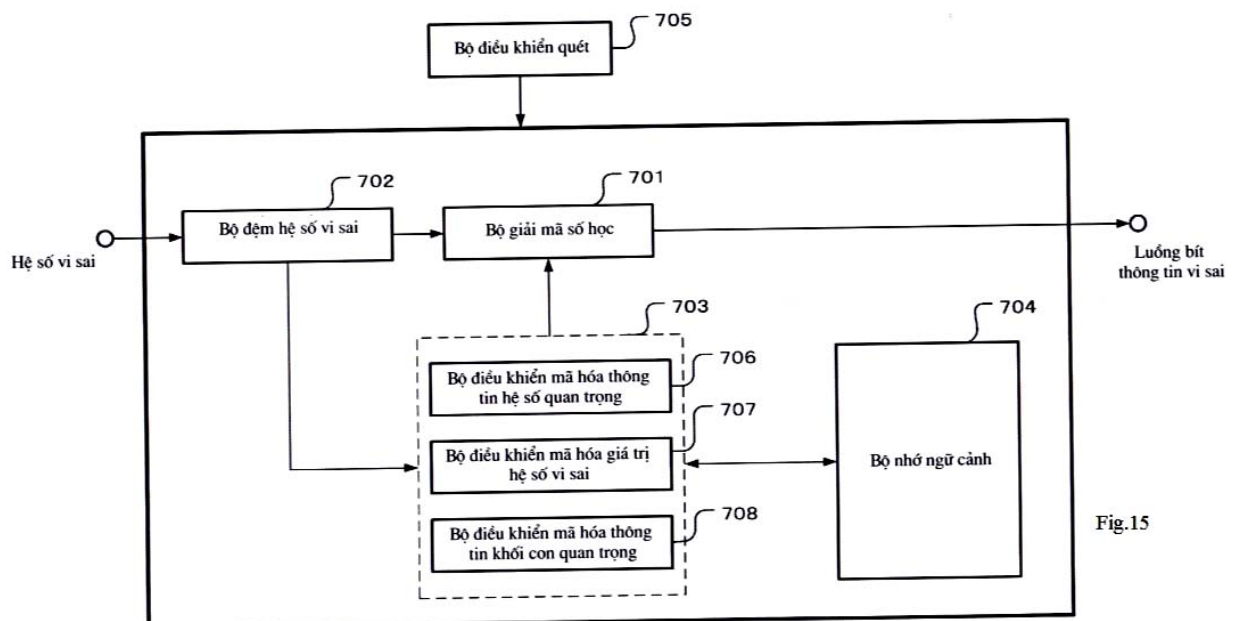 705
Bộ điều khiển quét
702
701
Bộ đệm hệ số vi sai
Bộ giải mã số học
Hệ số vi sai
Luồng bít
thông tin vi sai
703
704
706
Bộ điều khiển mã hóa thông
tin hệ số quan trọng
707
Bộ điều khiển mã hóa giá trị
hệ số vi sai
Bộ nhớ ngữ cảnh
708
Bộ điều khiển mã hóa thông
tin khối con quan trọng
Fig.15